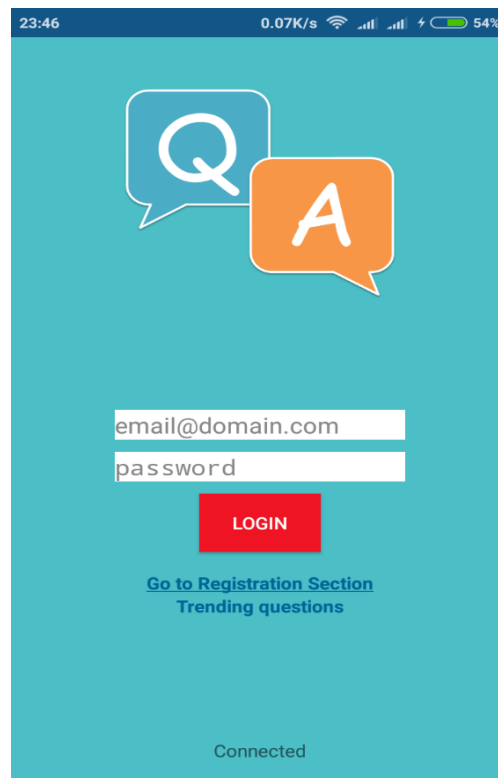 23:46 0.07K/s 54%
Q
A
email@domain.com
password
LOGIN
Go to Registration Section
Trending questions
Connected